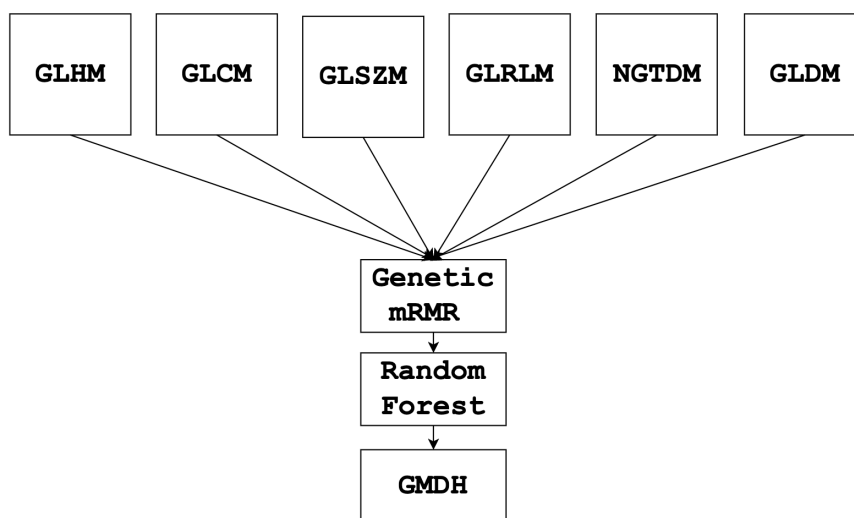 GLHM
GLCM
GLSZM
GLRLM
NGTDM
GLDM
Genetic
mRMR
Random
Forest
GMDH